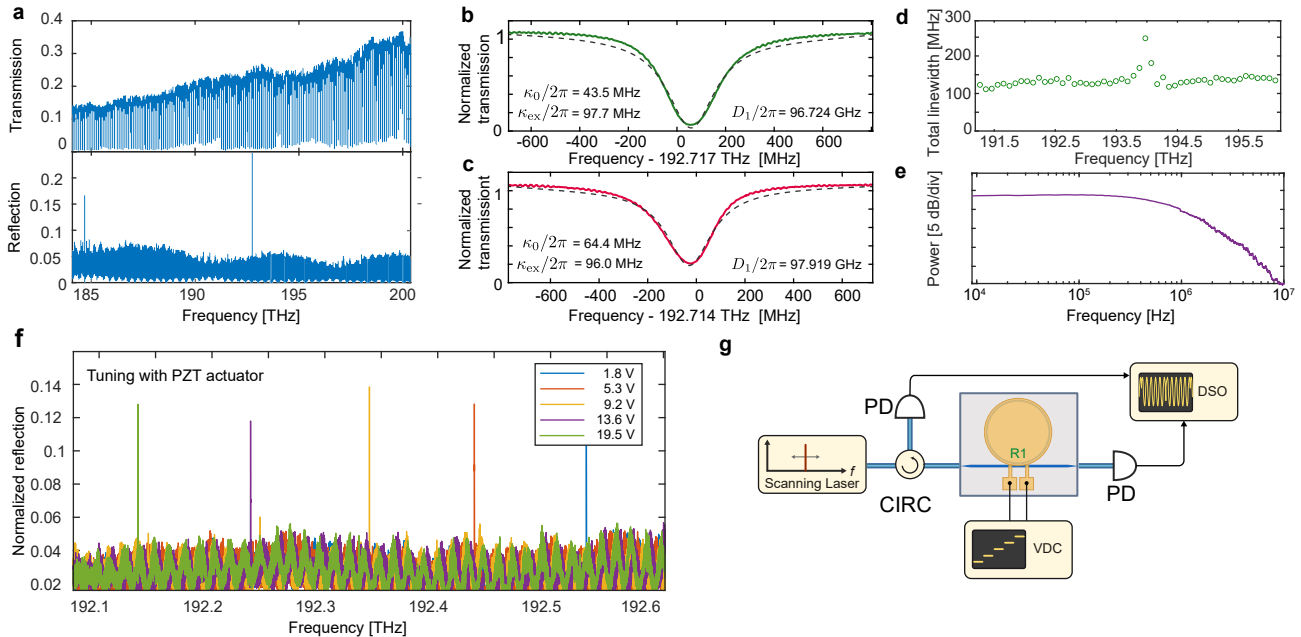 a
0.4
0.3
0.2
0.1
0
Transmission
0.2
0.15
0.1
0.05
0
Reflection
185
190
195
200
Frequency [THz]
b
1
0
Normalized
transmission
κ0/2π = 43.5 MHz
κex/2π = 97.7 MHz
D1/2π = 96.724 GHz
-600
-400
-200
0
200
400
600
Frequency - 192.717 THz [MHz]
c
1
0
Normalized
transmission
κ0/2π = 64.4 MHz
κex/2π = 96.0 MHz
D1/2π = 97.919 GHz
-600
-400
-200
0
200
400
600
Frequency - 192.714 THz [MHz]
d
300
200
150
100
0
Total linewidth [MHz]
191.5
192.5
193.5
194.5
195.5
Frequency [THz]
e
Power [5 dB/div]
10^4
10^5
10^6
10^7
Frequency [Hz]
f
Tuning with PZT actuator
1.8 V
5.3 V
9.2 V
13.6 V
19.5 V
0.14
0.12
0.10
0.08
0.06
0.04
0.02
Normalized reflection
192.1
192.2
192.3
192.4
192.5
192.6
Frequency [THz]
g
PD
DSO
f
Scanning Laser
CIRC
R1
PD
VDC